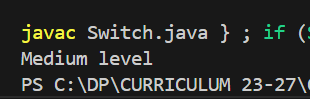 javac Switch.java } ; if (
Medium level
PS C:\DP\CURRICULUM 23-27\